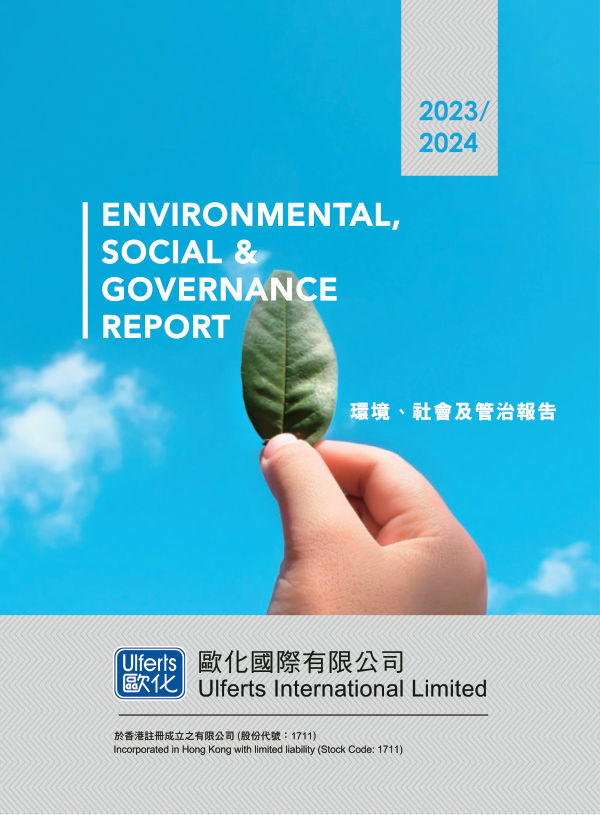 2023/
2024
ENVIRONMENTAL,
SOCIAL &
GOVERNANCE
REPORT
環境、社會及管治報告
Ulferts
歐化
歐化國際有限公司
Ulferts International Limited
於香港註冊成立之有限公司 (股份代號：1711)
Incorporated in Hong Kong with limited liability (Stock Code: 1711)